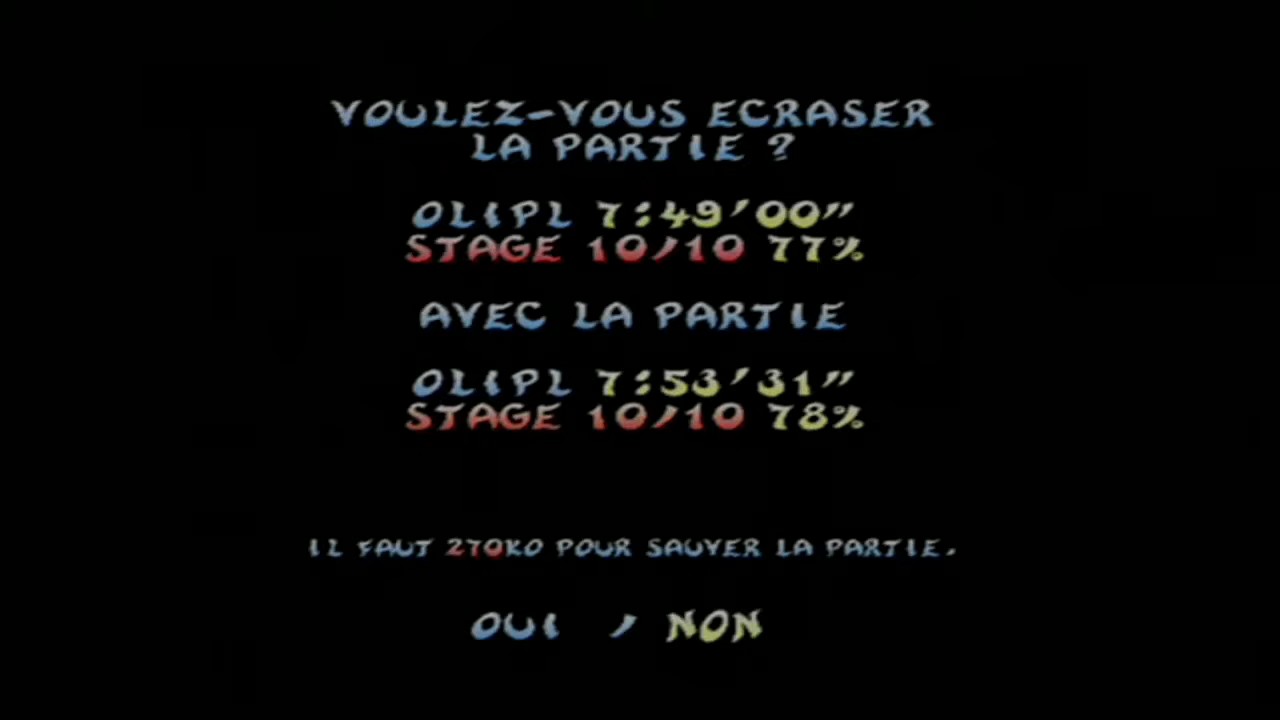 VOULEZ-VOUS ECRASER
LA PARTIE ?
OLIPL 7:49'00"
STAGE 10/10 77%
AVEC LA PARTIE
OLIPL 7:53'31"
STAGE 10/10 78%
IL FAUT 270KO POUR SAUVER LA PARTIE.
OUI / NON